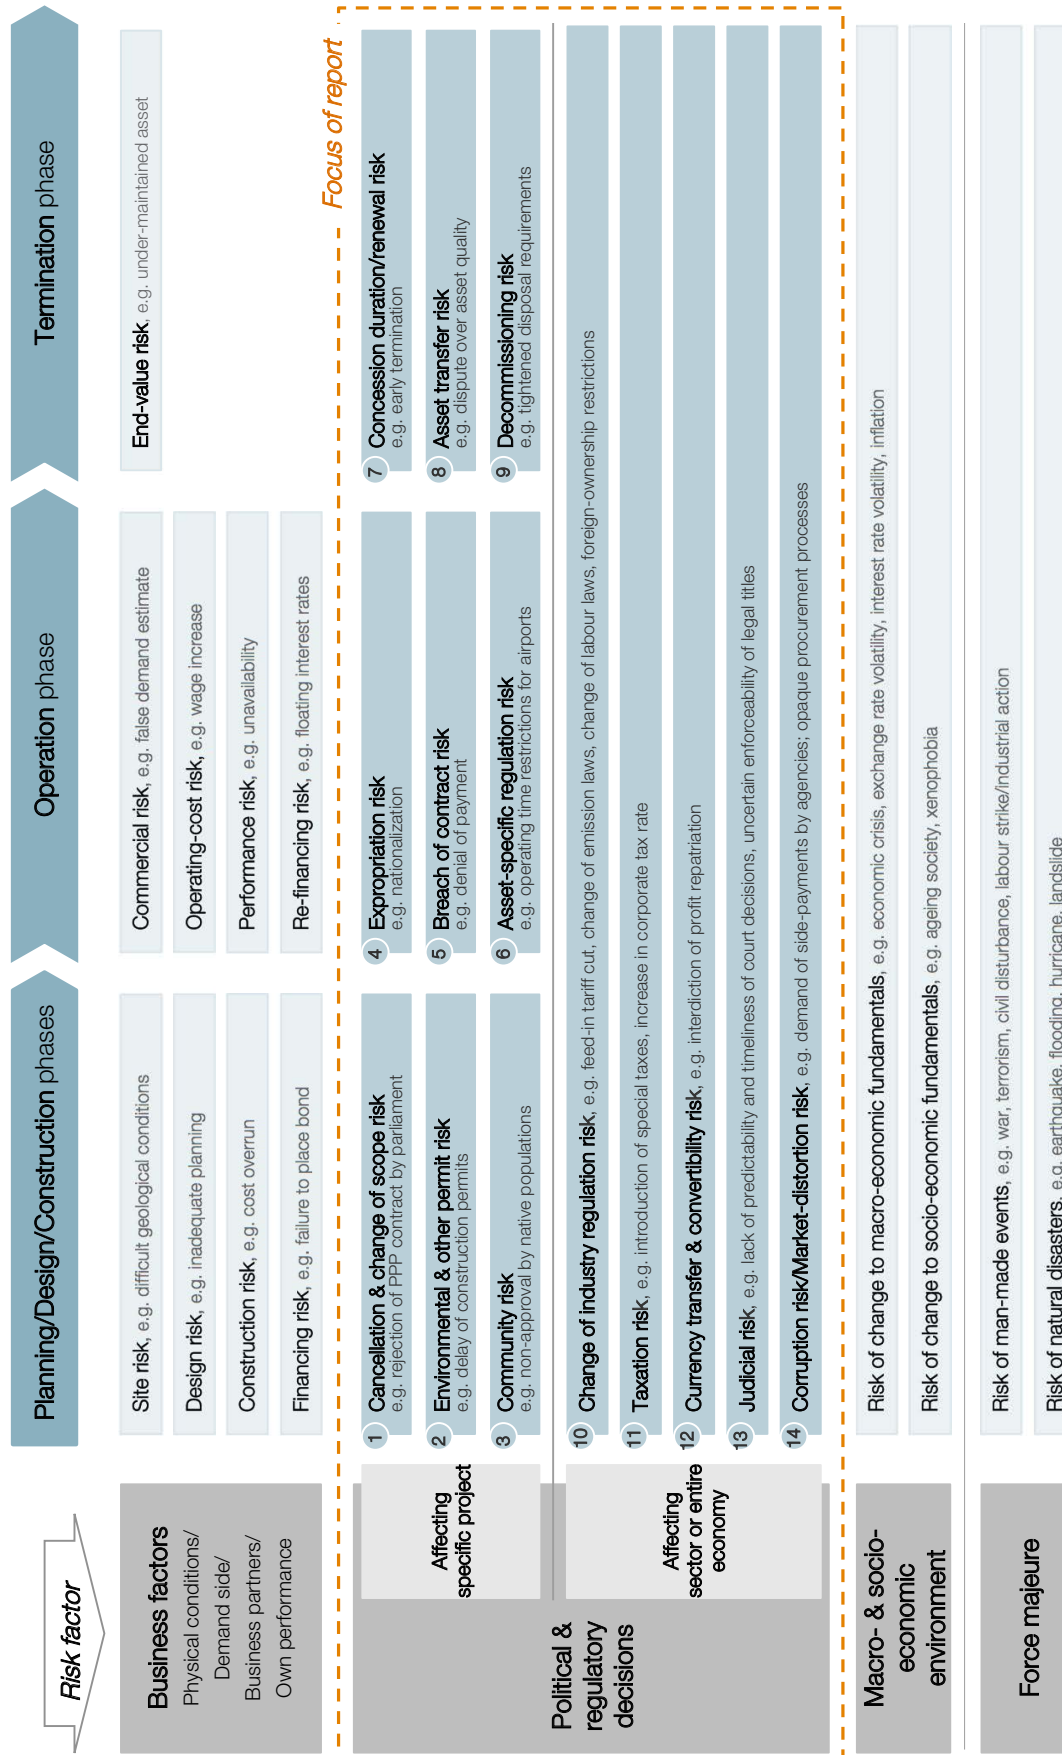 Risk factor
Planning/Design/Construction phases
Operation phase
Termination phase
Business factors
Physical conditions/
Demand side/
Business partners/
Own performance
Site risk, e.g. difficult geological conditions
Design risk, e.g. inadequate planning
Construction risk, e.g. cost overrun
Financing risk, e.g. failure to place bond
Commercial risk, e.g. false demand estimate
Operating-cost risk, e.g. wage increase
Performance risk, e.g. unavailability
Re-financing risk, e.g. floating interest rates
End-value risk, e.g. under-maintained asset
Focus of report
Political &
regulatory
decisions
Affecting
specific project
1 Cancellation & change of scope risk
e.g. rejection of PPP contract by parliament
2 Environmental & other permit risk
e.g. delay of construction permits
3 Community risk
e.g. non-approval by native populations
4 Expropriation risk
e.g. nationalization
5 Breach of contract risk
e.g. denial of payment
6 Asset-specific regulation risk
e.g. operating time restrictions for airports
7 Concession duration/renewal risk
e.g. early termination
8 Asset transfer risk
e.g. dispute over asset quality
9 Decommissioning risk
e.g. tightened disposal requirements
Affecting
sector or entire
economy
10 Change of industry regulation risk, e.g. feed-in tariff cut, change of emission laws, change of labour laws, foreign-ownership restrictions
11 Taxation risk, e.g. introduction of special taxes, increase in corporate tax rate
12 Currency transfer & convertibility risk, e.g. interdiction of profit repatriation
13 Judicial risk, e.g. lack of predictability and timeliness of court decisions, uncertain enforceability of legal titles
14 Corruption risk/Market-distortion risk, e.g. demand of side-payments by agencies; opaque procurement processes
Macro- & socio-
economic
environment
Risk of change to macro-economic fundamentals, e.g. economic crisis, exchange rate volatility, interest rate volatility, inflation
Risk of change to socio-economic fundamentals, e.g. ageing society, xenophobia
Force majeure
Risk of man-made events, e.g. war, terrorism, civil disturbance, labour strike/industrial action
Risk of natural disasters, e.g. earthquake, flooding, hurricane, landslide